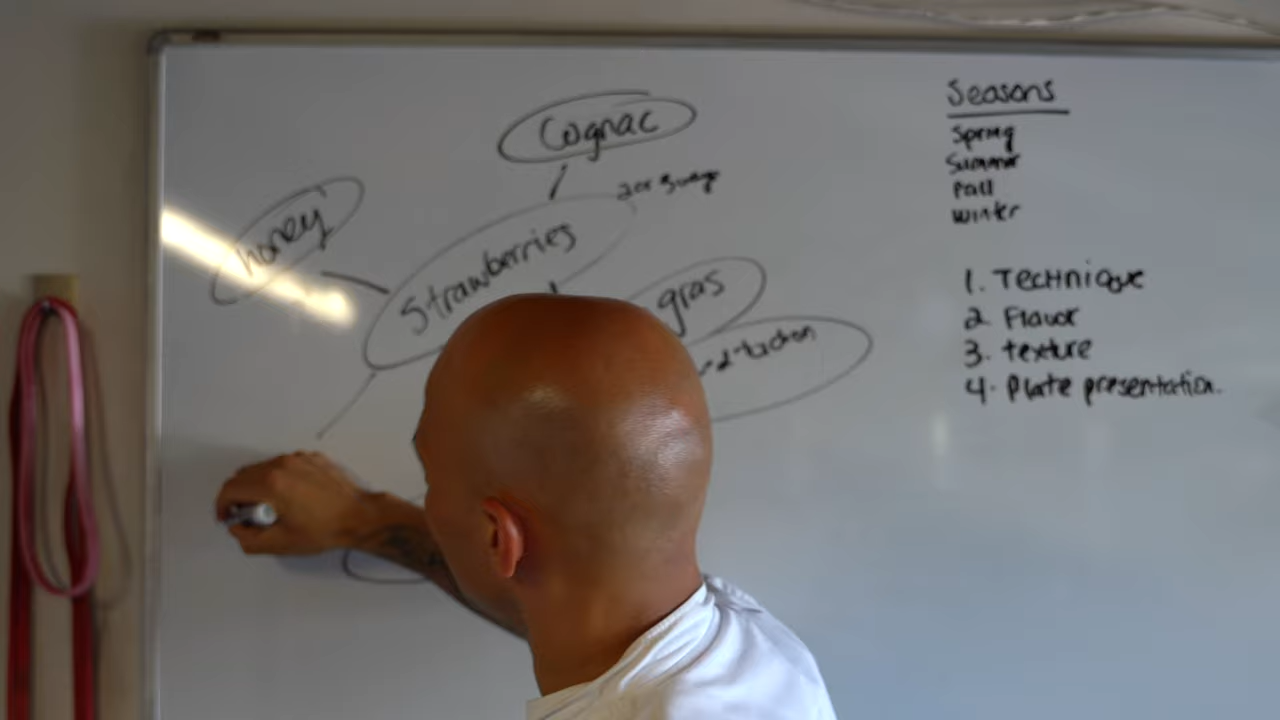 Cognac
honey
Strawberries
gras
Seasons
Spring
Summer
Fall
Winter
1. Technique
2. Flavor
3. texture
4. Plate presentation.